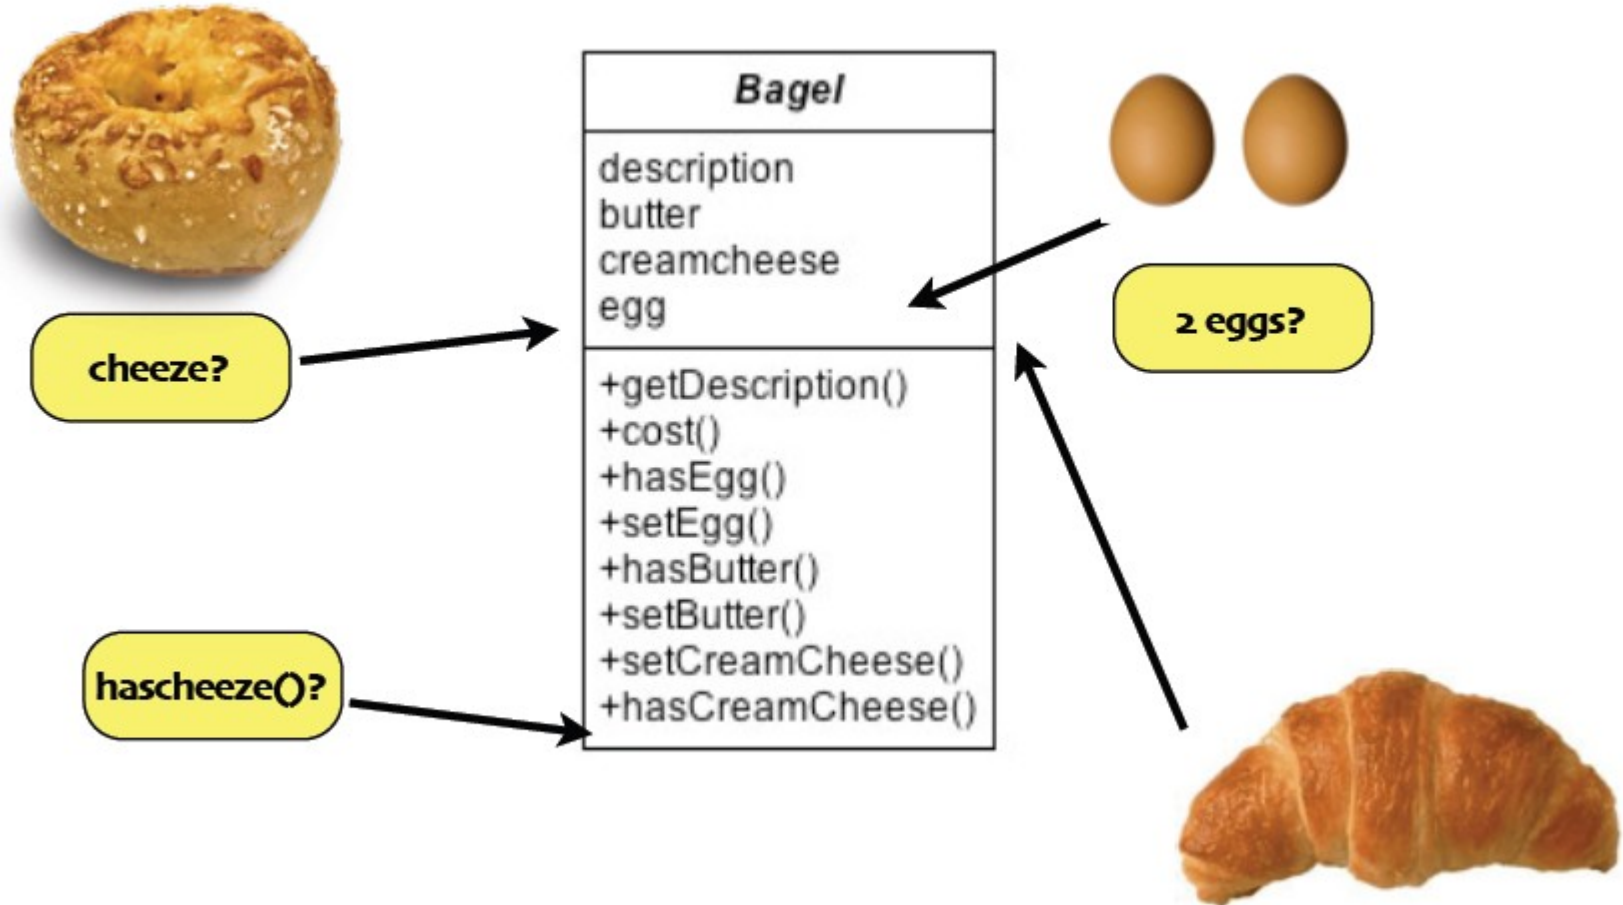 Bagel
description
butter
creamcheese
egg
+getDescription()
+cost()
+hasEgg()
+setEgg()
+hasButter()
+setButter()
+setCreamCheese()
+hasCreamCheese()
cheeze?
hascheeze()?
2 eggs?